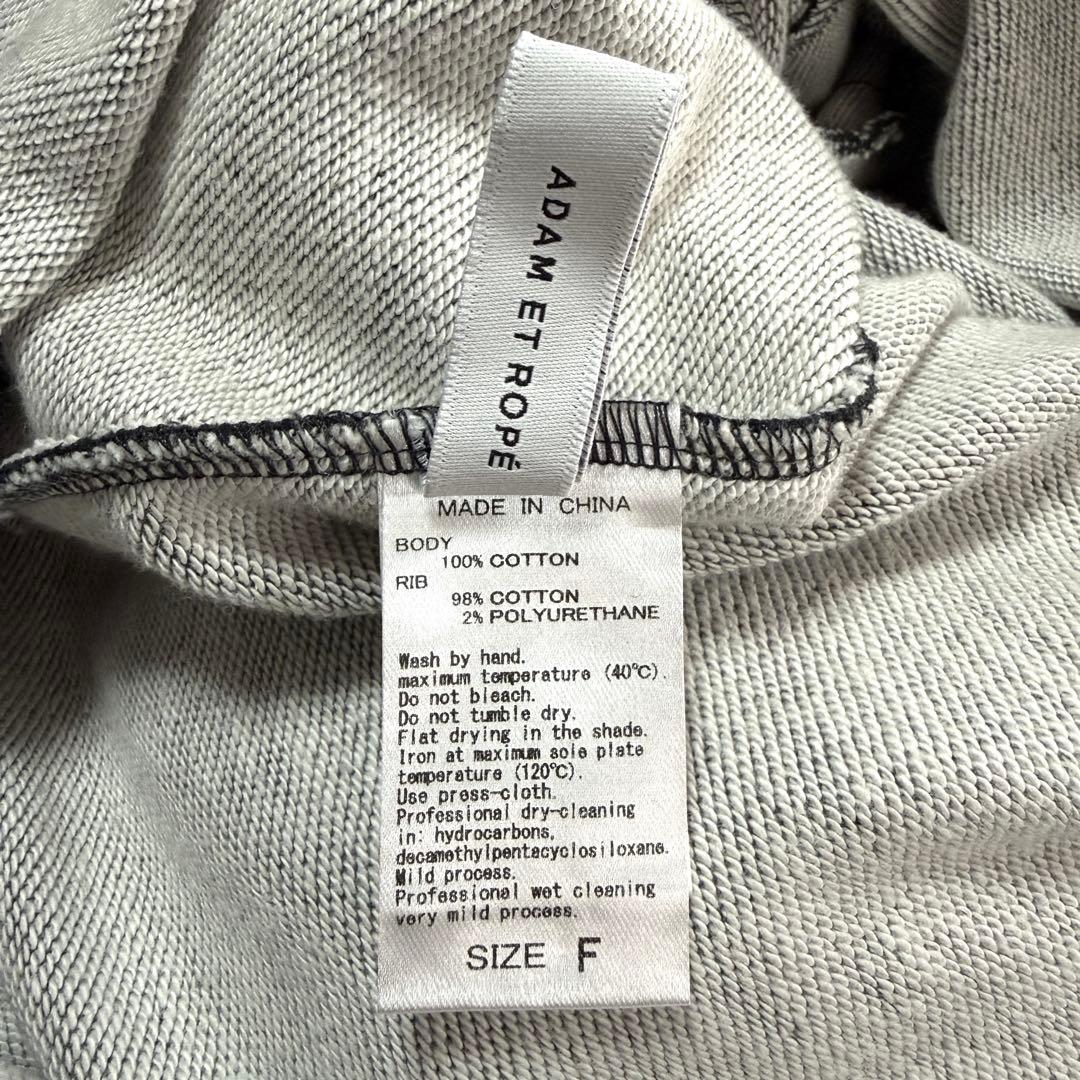 ADAM ET ROPÉ
MADE IN CHINA
BODY
100% COTTON
RIB
98% COTTON
2% POLYURETHANE
Wash by hand.
maximum temperature (40℃).
Do not bleach.
Do not tumble dry.
Flat drying in the shade.
Iron at maximum sole plate
temperature (120℃).
Use press-cloth.
Professional dry-cleaning
in: hydrocarbons,
decamethylpentacyclosiloxane.
Mild process.
Professional wet cleaning
very mild process.
SIZE F